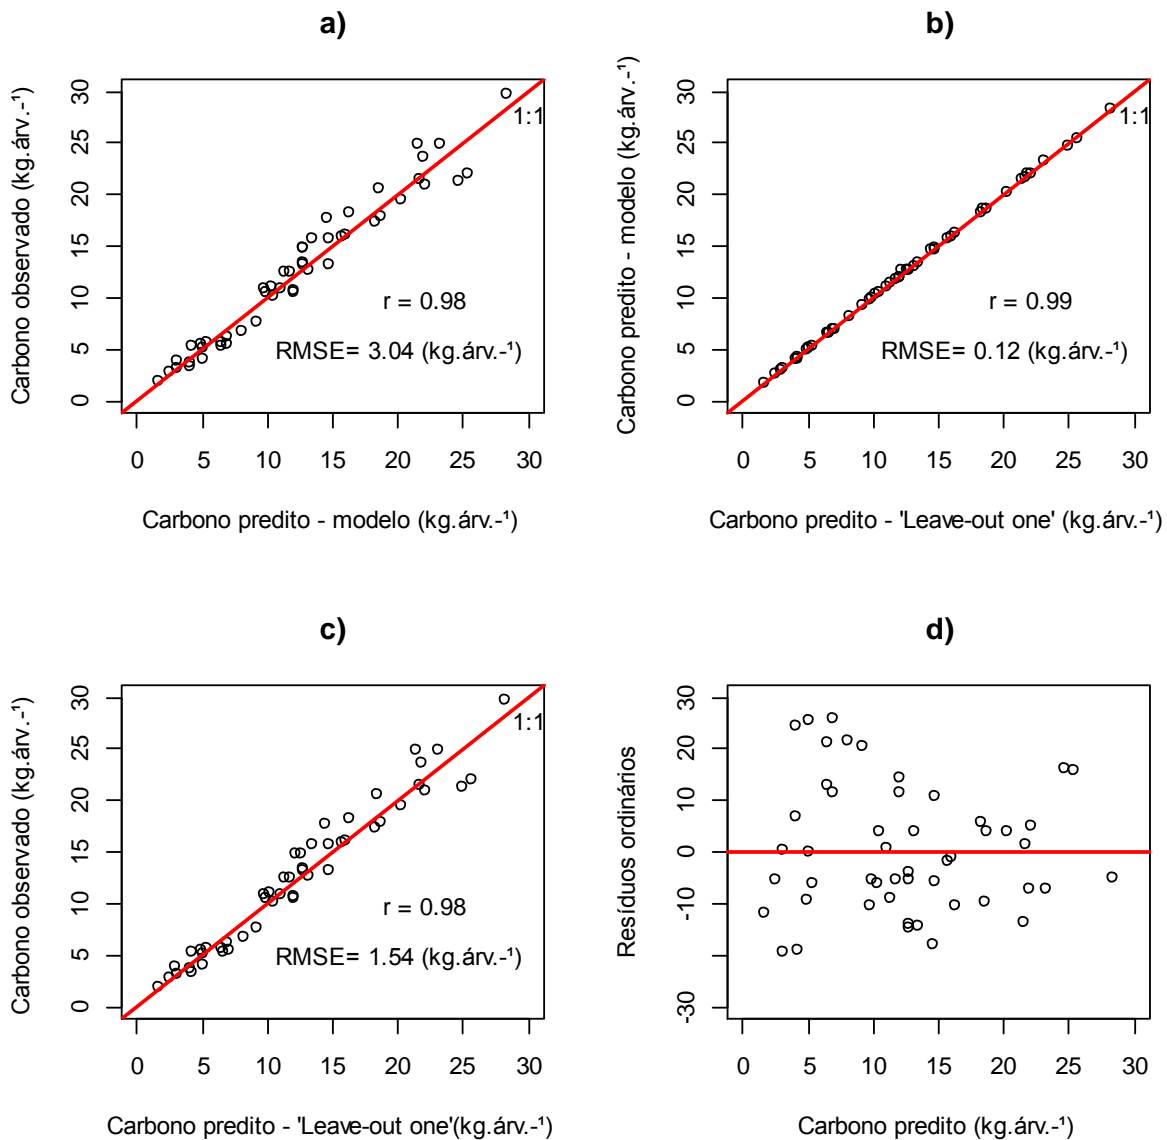 a)
Carbono observado (kg.árv.-¹)
30
25
20
15
10
5
0
1:1
r = 0.98
RMSE= 3.04 (kg.árv.-¹)
0 5 10 15 20 25 30
Carbono predito - modelo (kg.árv.-¹)
b)
Carbono predito - modelo (kg.árv.-¹)
30
20
15
10
5
0
1:1
r = 0.99
RMSE= 0.12 (kg.árv.-¹)
0 5 10 15 20 25 30
Carbono predito - 'Leave-out one' (kg.árv.-¹)
c)
Carbono observado (kg.árv.-¹)
30
20
15
10
5
0
1:1
r = 0.98
RMSE= 1.54 (kg.árv.-¹)
0 5 10 15 20 25 30
Carbono predito - 'Leave-out one'(kg.árv.-¹)
d)
Resíduos ordinários
30
20
10
0
-10
-30
0 5 10 15 20 25 30
Carbono predito (kg.árv.-¹)